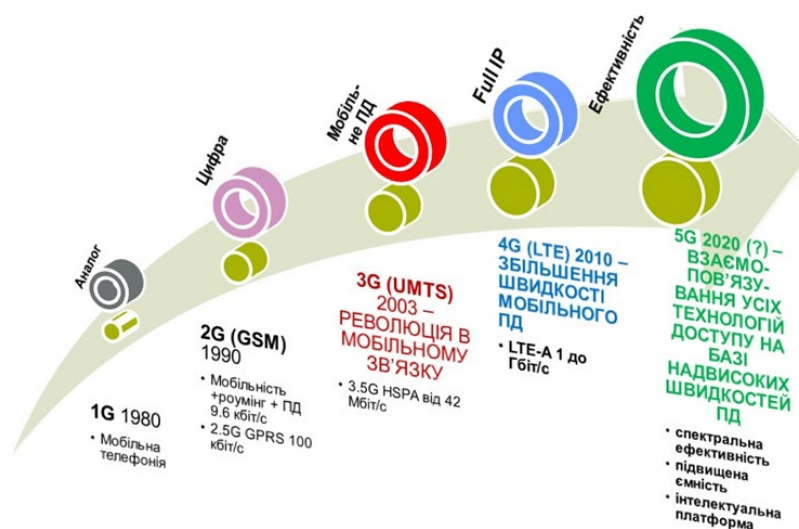 Аналог
Цифра
Мобіль-
не ПД
Full IP
Ефективність
1G 1980
• Мобільна
телефонія
2G (GSM)
1990
• Мобільність
+роумінг + ПД
9.6 кбіт/с
• 2.5G GPRS 100
кбіт/с
3G (UMTS)
2003 –
РЕВОЛЮЦІЯ В
МОБІЛЬНОМУ
ЗВ’ЯЗКУ
• 3.5G HSPA від 42
Мбіт/с
4G (LTE) 2010 –
ЗБІЛЬШЕННЯ
ШВИДКОСТІ
МОБІЛЬНОГО
ПД
• LTE-A 1 до
Гбіт/с
5G 2020 (?) –
ВЗАЄМО-
ПОВ’ЯЗУ-
ВАННЯ УСІХ
ТЕХНОЛОГІЙ
ДОСТУПУ НА
БАЗІ
НАДВИСОКИХ
ШВИДКОСТЕЙ
ПД
• спектральна
ефективність
• підвищена
ємність
• інтелектуальна
платформа